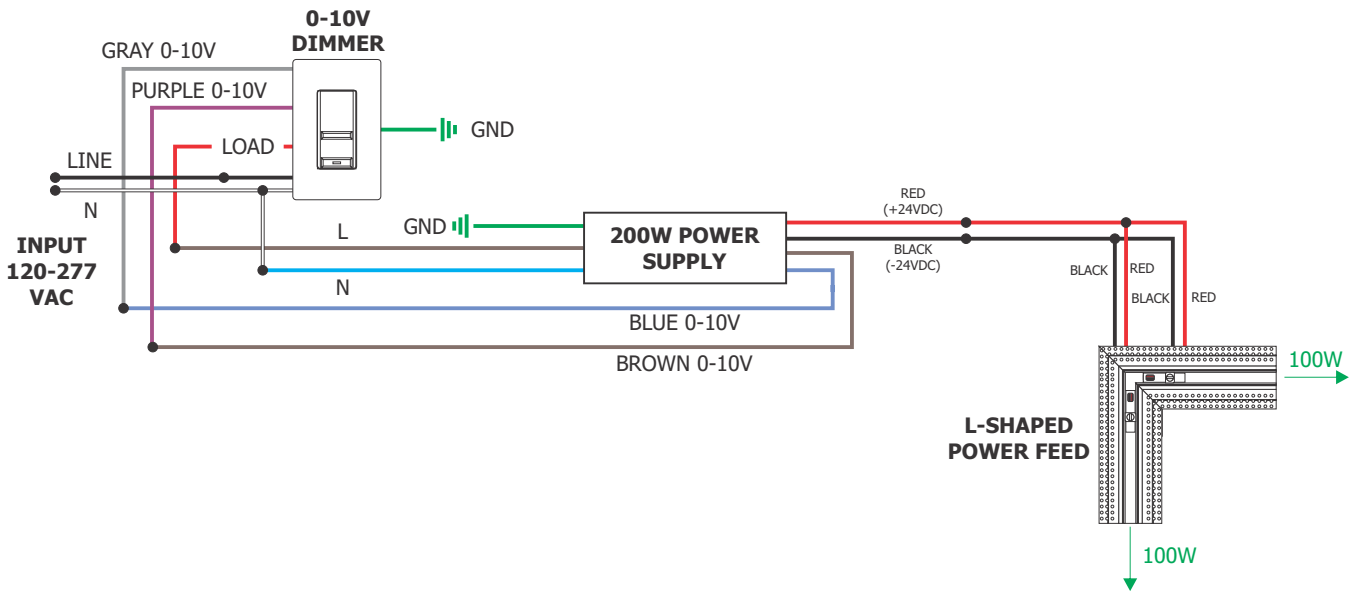 0-10V
DIMMER
GRAY 0-10V
PURPLE 0-10V
LOAD
GND
LINE
N
INPUT
120-277
VAC
L
GND
N
200W POWER
SUPPLY
RED
(+24VDC)
BLACK
(-24VDC)
BLACK
RED
BLACK
RED
BLUE 0-10V
BROWN 0-10V
100W
L-SHAPED
POWER FEED
100W